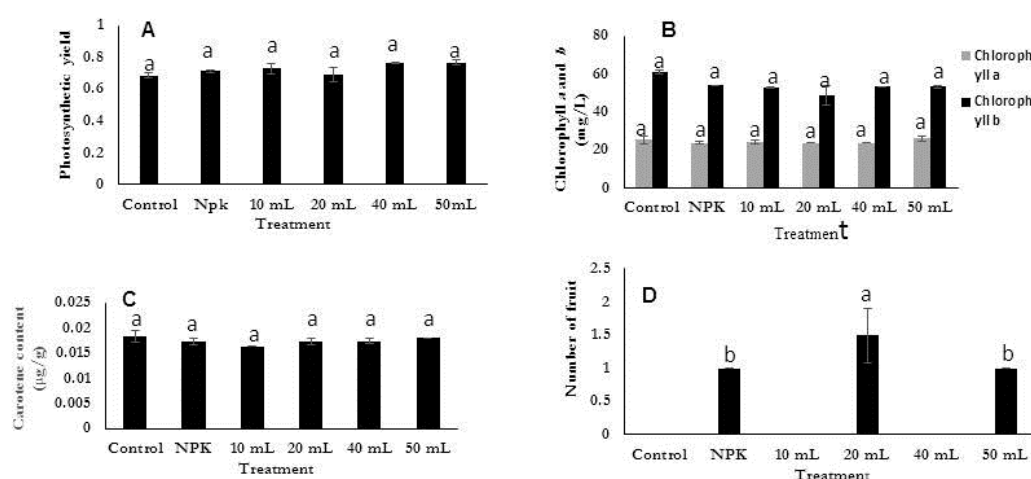 A
Photosynthetic yield
1
0.8
0.6
0.4
0.2
0
a a a a a a
Control Npk 10 mL 20 mL 40 mL 50mL
Treatment
B
Chlorophyll a and b
(mg/L)
80
60
40
20
0
a a a a a a
a a a a a a
Control NPK 10 mL 20 mL 40 mL 50 mL
Treatment
Chloroph
yll a
Chloroph
yll b
C
Carotene content
(µg/g)
0.025
0.02
0.015
0.01
0.005
0
a a a a a a
Control NPK 10 mL 20 mL 40 mL 50 mL
Treatment
D
Number of fruit
2.5
2
1.5
1
0.5
0
b a b
Control NPK 10 mL 20 mL 40 mL 50 mL
Treatment